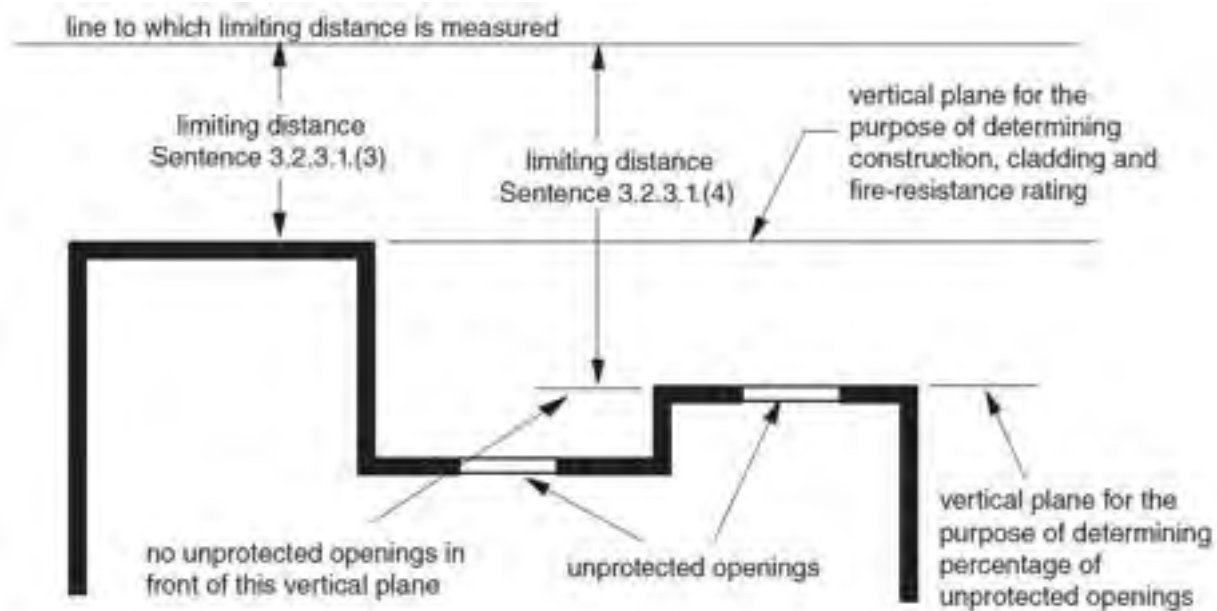 line to which limiting distance is measured
limiting distance
Sentence 3.2.3.1.(3)
limiting distance
Sentence 3.2.3.1.(4)
vertical plane for the
purpose of determining
construction, cladding and
fire-resistance rating
no unprotected openings in
front of this vertical plane
unprotected openings
vertical plane for the
purpose of determining
percentage of
unprotected openings